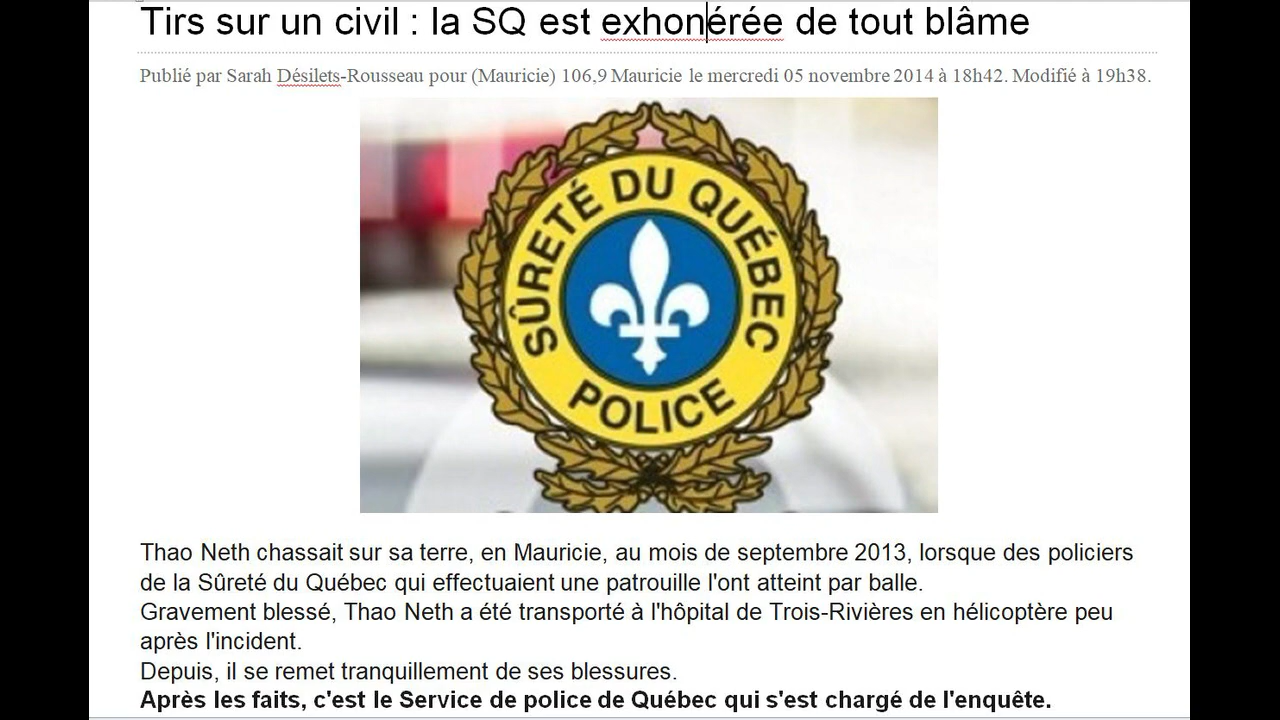 Tirs sur un civil : la SQ est exhonérée de tout blâme
Publié par Sarah Désilets-Rousseau pour (Mauricie) 106,9 Mauricie le mercredi 05 novembre 2014 à 18h42. Modifié à 19h38.
SÛRETÉ DU QUÉBEC
POLICE
Thao Neth chassait sur sa terre, en Mauricie, au mois de septembre 2013, lorsque des policiers
de la Sûreté du Québec qui effectuaient une patrouille l'ont atteint par balle.
Gravement blessé, Thao Neth a été transporté à l'hôpital de Trois-Rivières en hélicoptère peu
après l'incident.
Depuis, il se remet tranquillement de ses blessures.
Après les faits, c'est le Service de police de Québec qui s'est chargé de l'enquête.